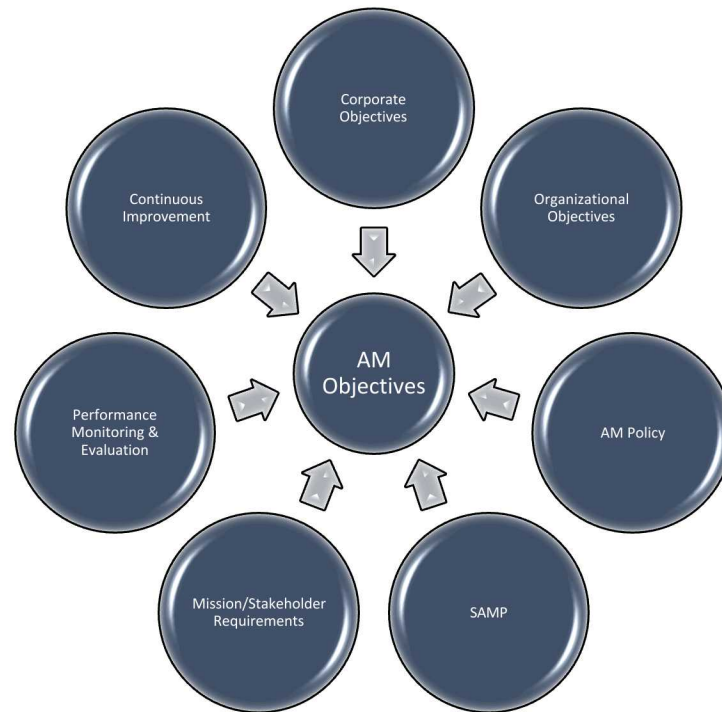 Corporate
Objectives
Organizational
Objectives
AM Policy
SAMP
Mission/Stakeholder
Requirements
Performance
Monitoring &
Evaluation
Continuous
Improvement
AM
Objectives